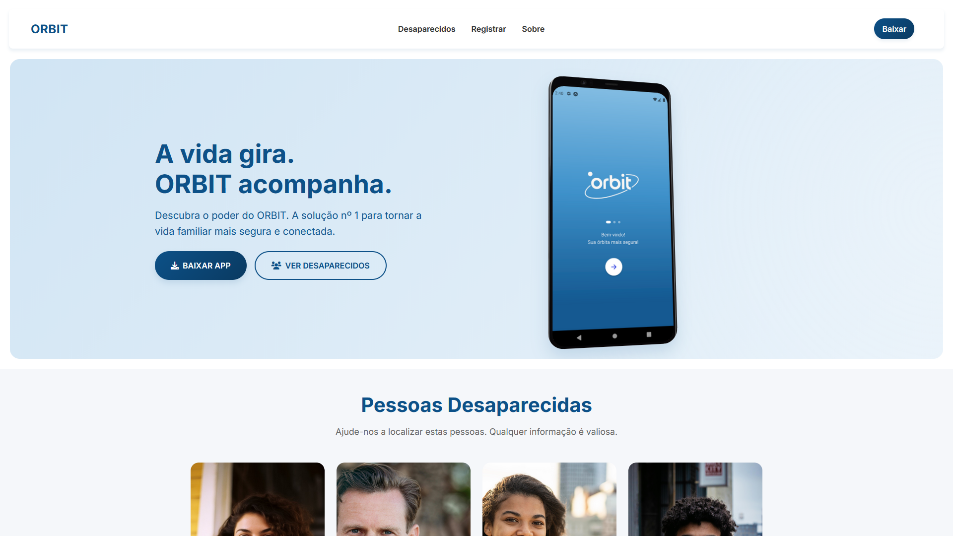 ORBIT
Desaparecidos
Registrar
Sobre
Baixar
A vida gira.
ORBIT acompanha.
Descubra o poder do ORBIT. A solução nº 1 para tornar a
vida familiar mais segura e conectada.
BAIXAR APP
VER DESAPARECIDOS
orbit
Bem-vindo!
Sua órbita mais segura!
Pessoas Desaparecidas
Ajude-nos a localizar estas pessoas. Qualquer informação é valiosa.